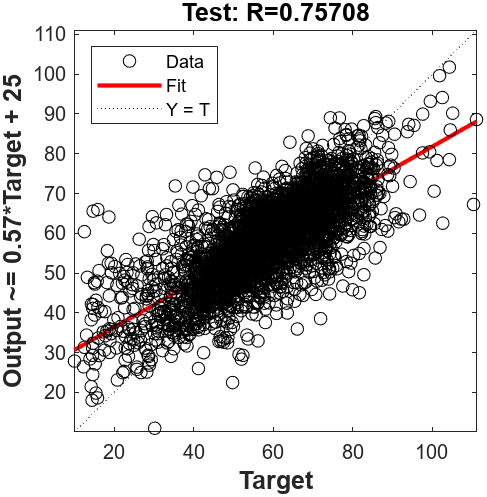 Test: R=0.75708
Data
Fit
Y = T
Output ~= 0.57*Target + 25
110
100
90
80
70
60
50
40
30
20
20 40 60 80 100
Target